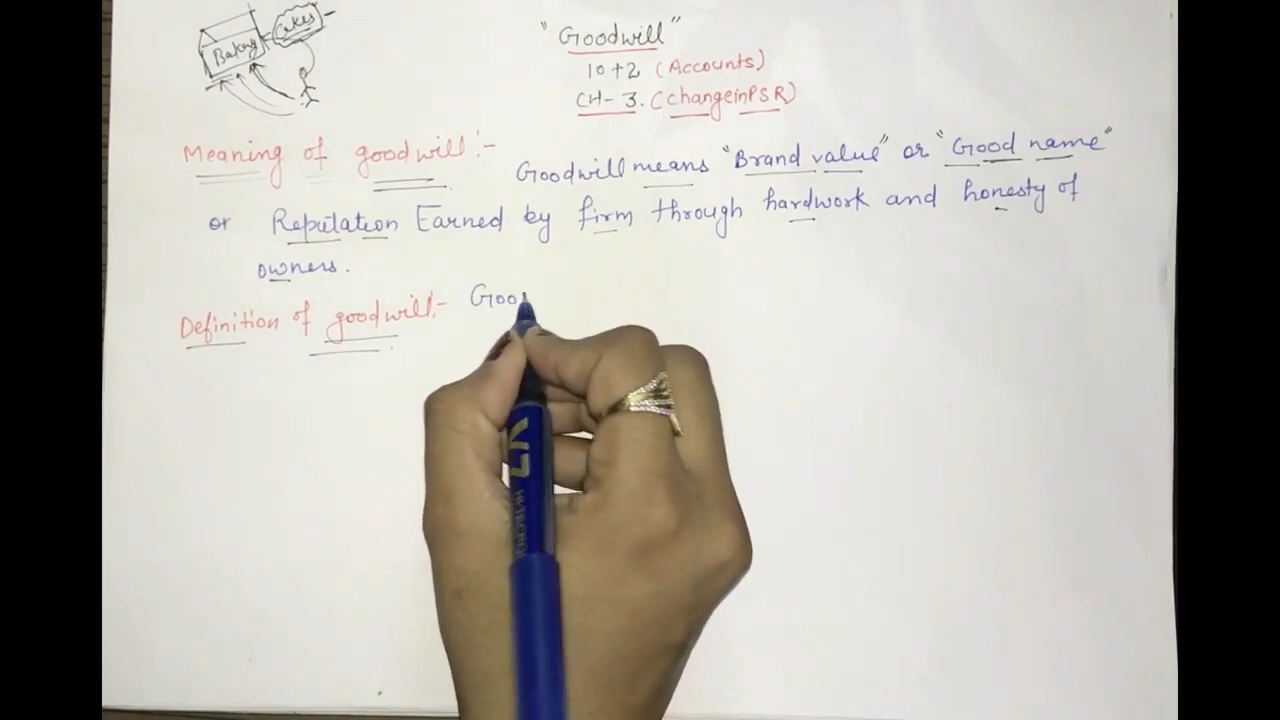 Bakery
Cakes
"Goodwill"
10+2 (Accounts)
CH-3. (Change in PSR)
Meaning of goodwill:-
Goodwill means "Brand value" or "Good name"
or Reputation Earned by firm through hardwork and honesty of
owners.
Definition of goodwill:- Goo